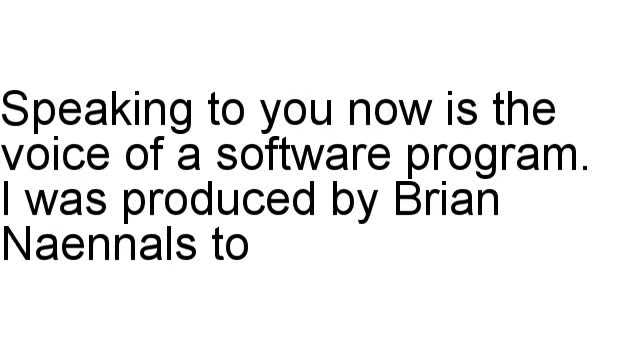 Speaking to you now is the
voice of a software program.
I was produced by Brian
Naennals to